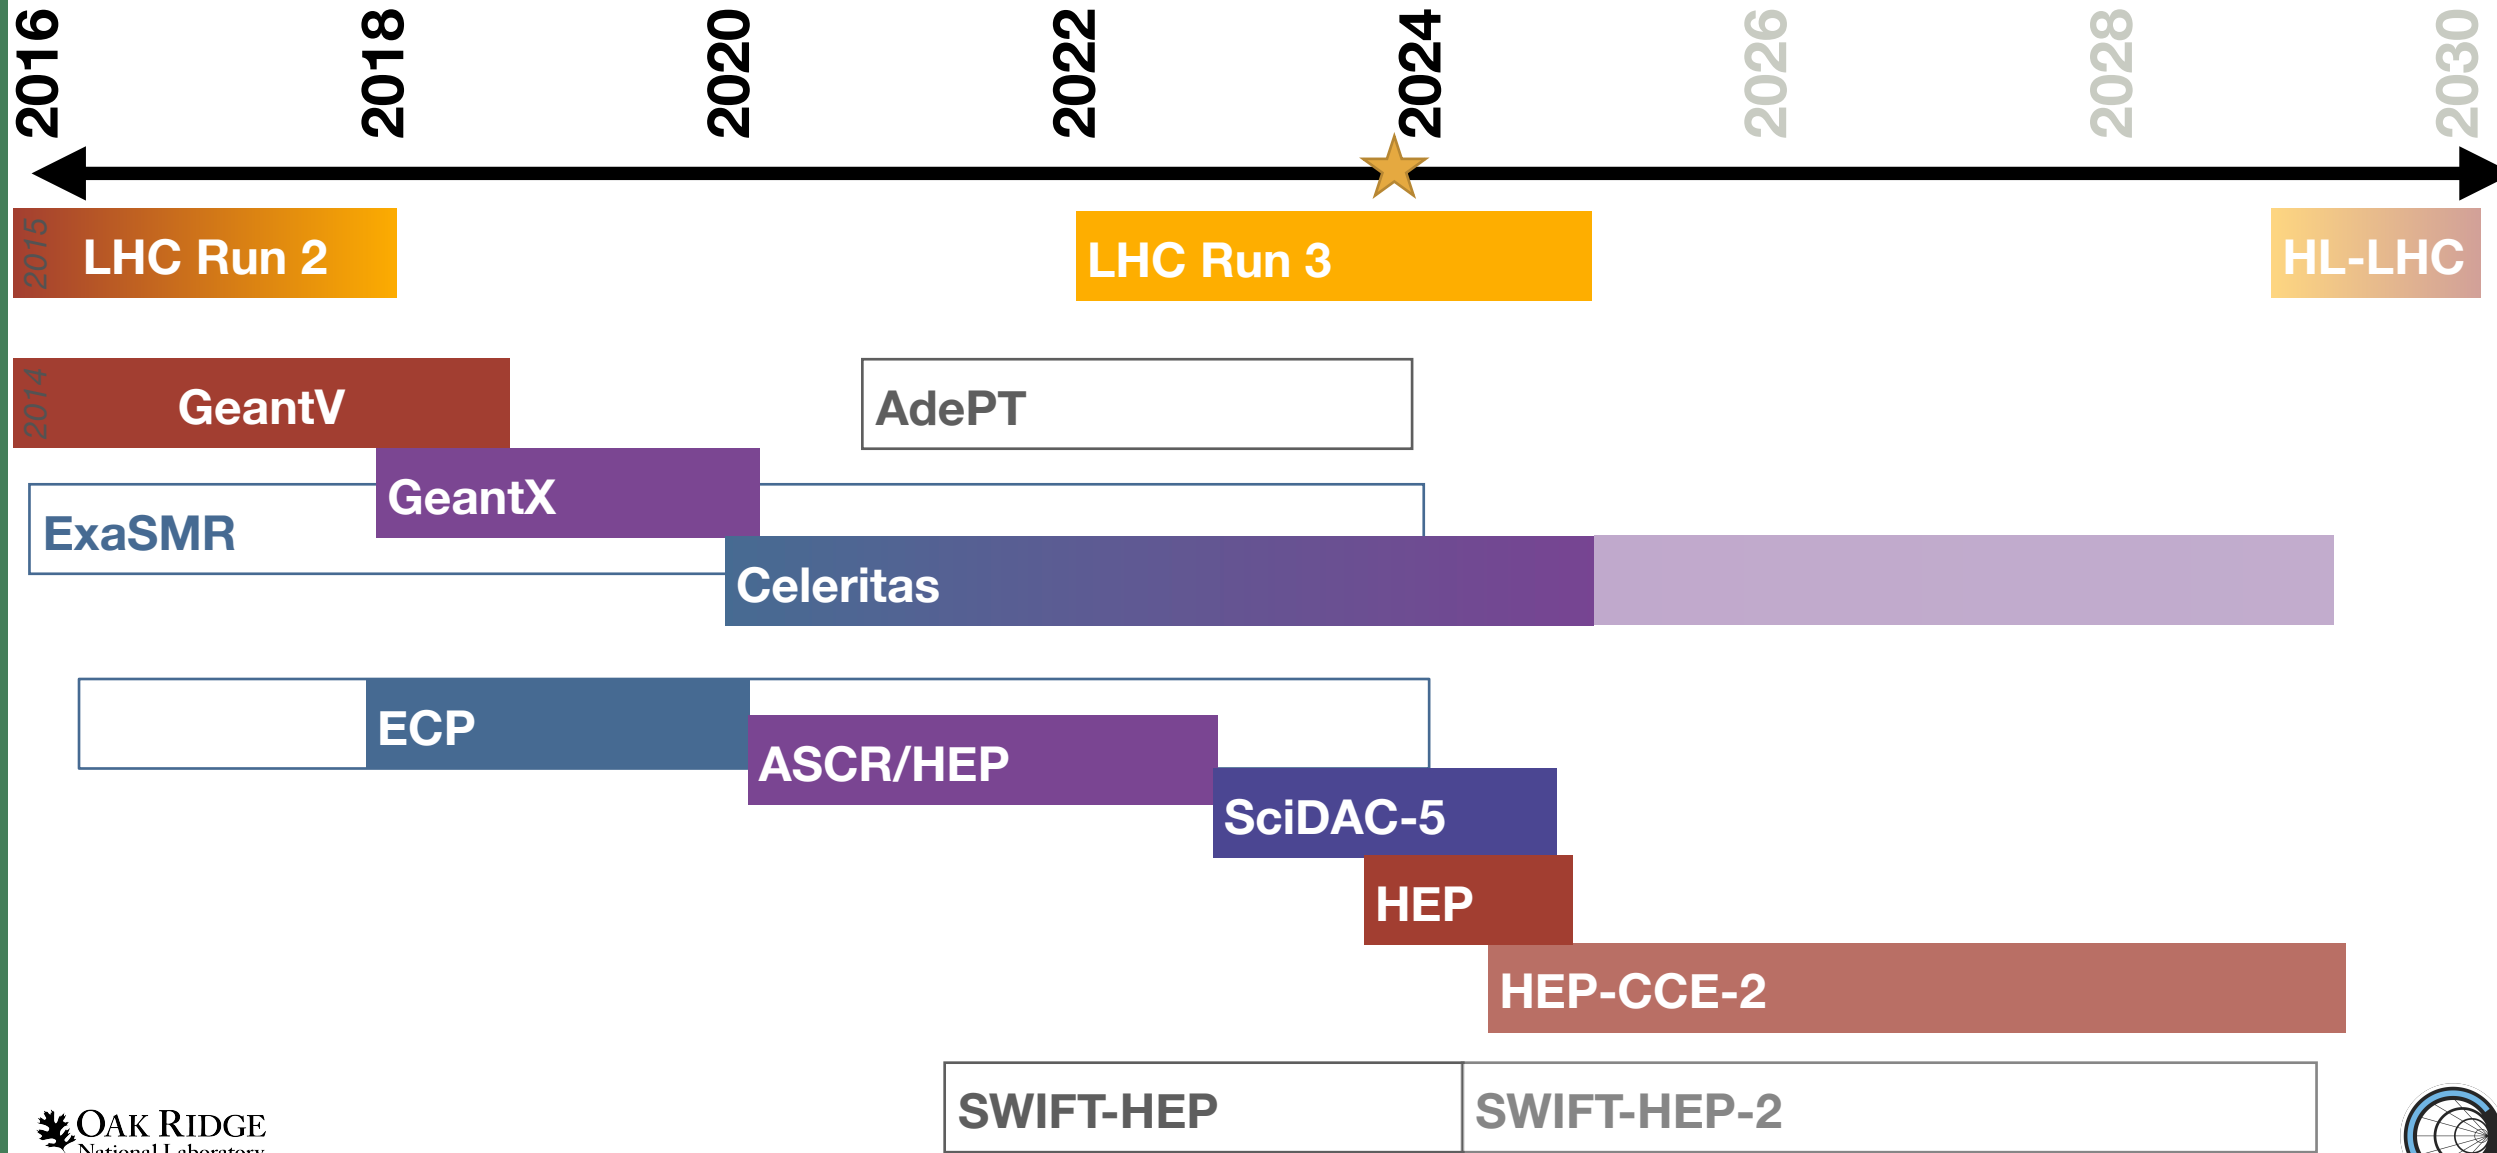 2016
2018
2020
2022
2024
2026
2028
2030
2015
LHC Run 2
LHC Run 3
HL-LHC
2014
GeantV
AdePT
GeantX
ExaSMR
Celeritas
ECP
ASCR/HEP
SciDAC-5
HEP
HEP-CCE-2
SWIFT-HEP
SWIFT-HEP-2
OAK RIDGE
National Laboratory